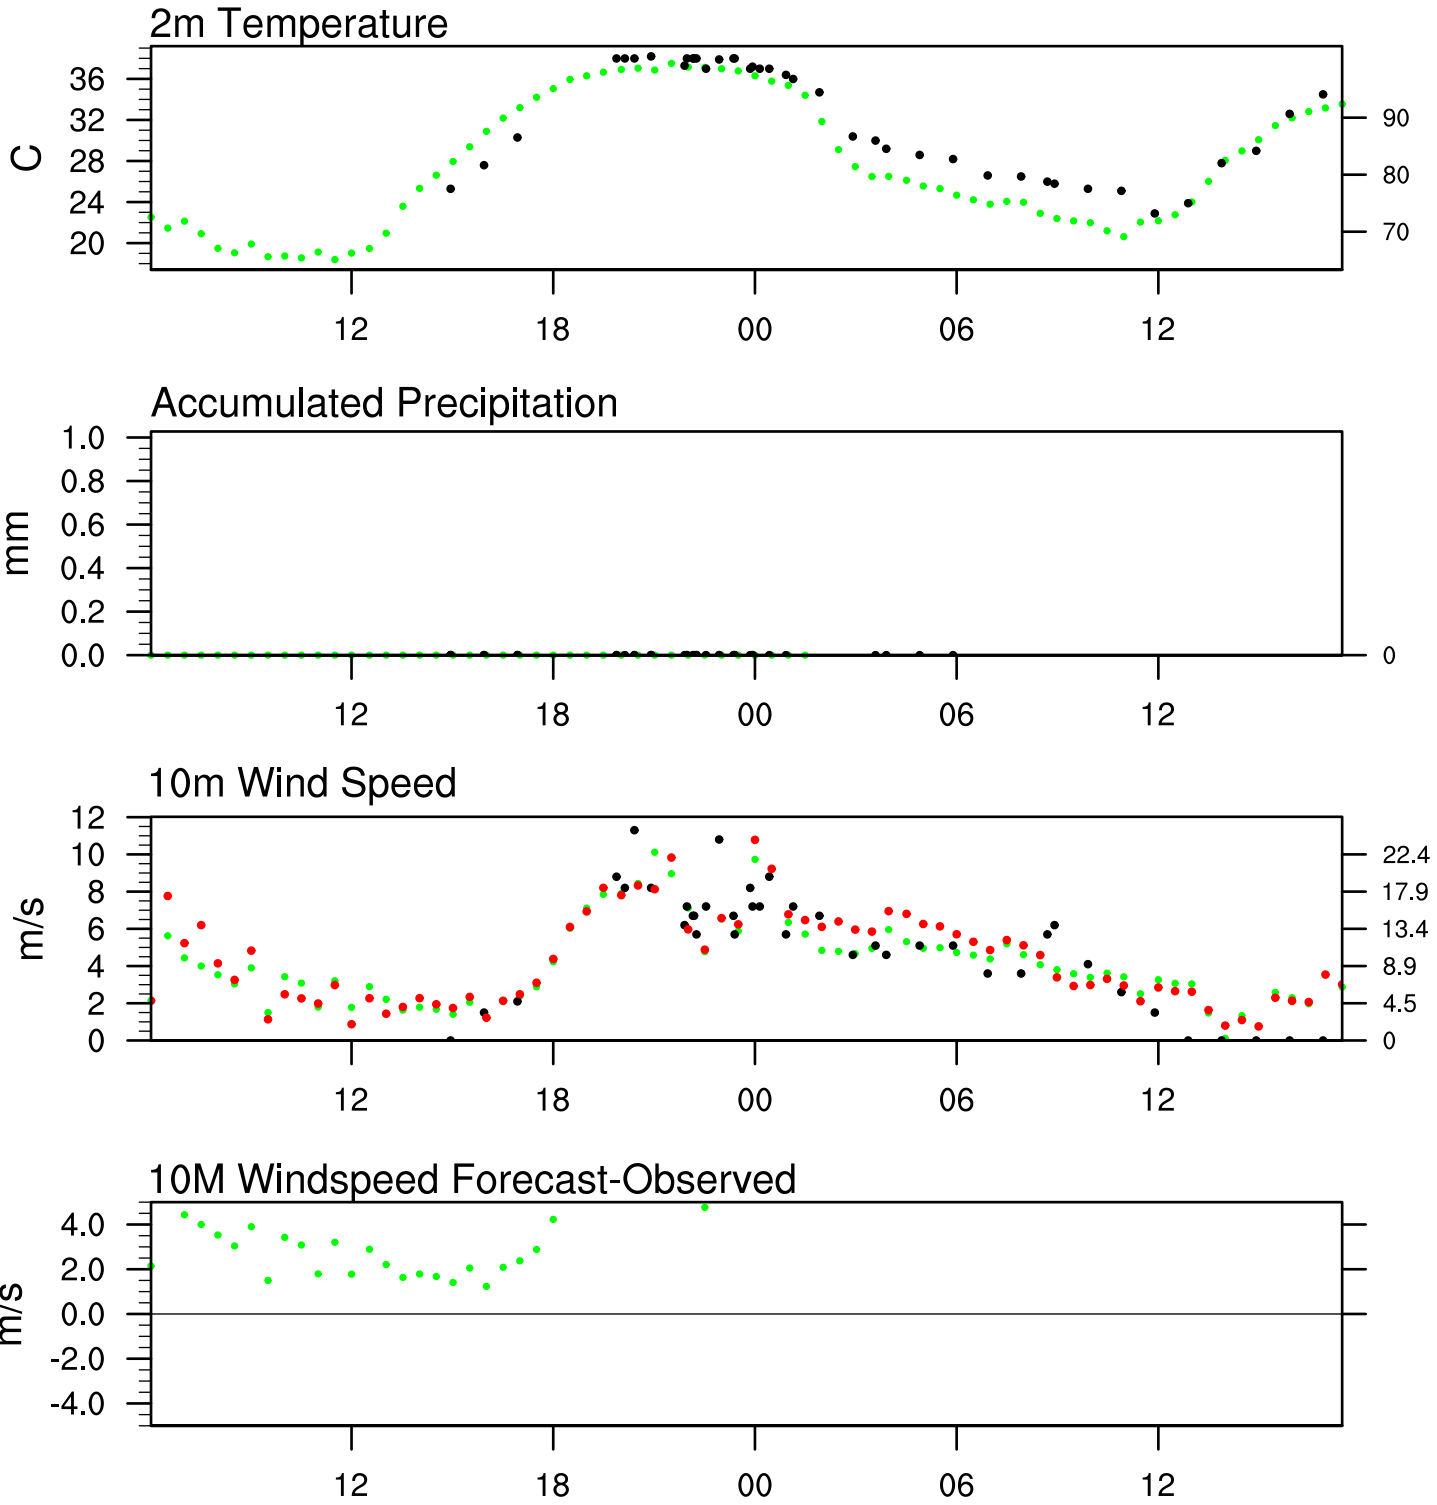 2m Temperature
C
36
32
28
24
20
90
80
70
12 18 00 06 12
Accumulated Precipitation
mm
1.0
0.8
0.6
0.4
0.2
0.0
0
12 18 00 06 12
10m Wind Speed
m/s
12
10
8
6
4
2
0
22.4
17.9
13.4
8.9
4.5
0
12 18 00 06 12
10M Windspeed Forecast-Observed
m/s
4.0
2.0
0.0
-2.0
-4.0
12 18 00 06 12